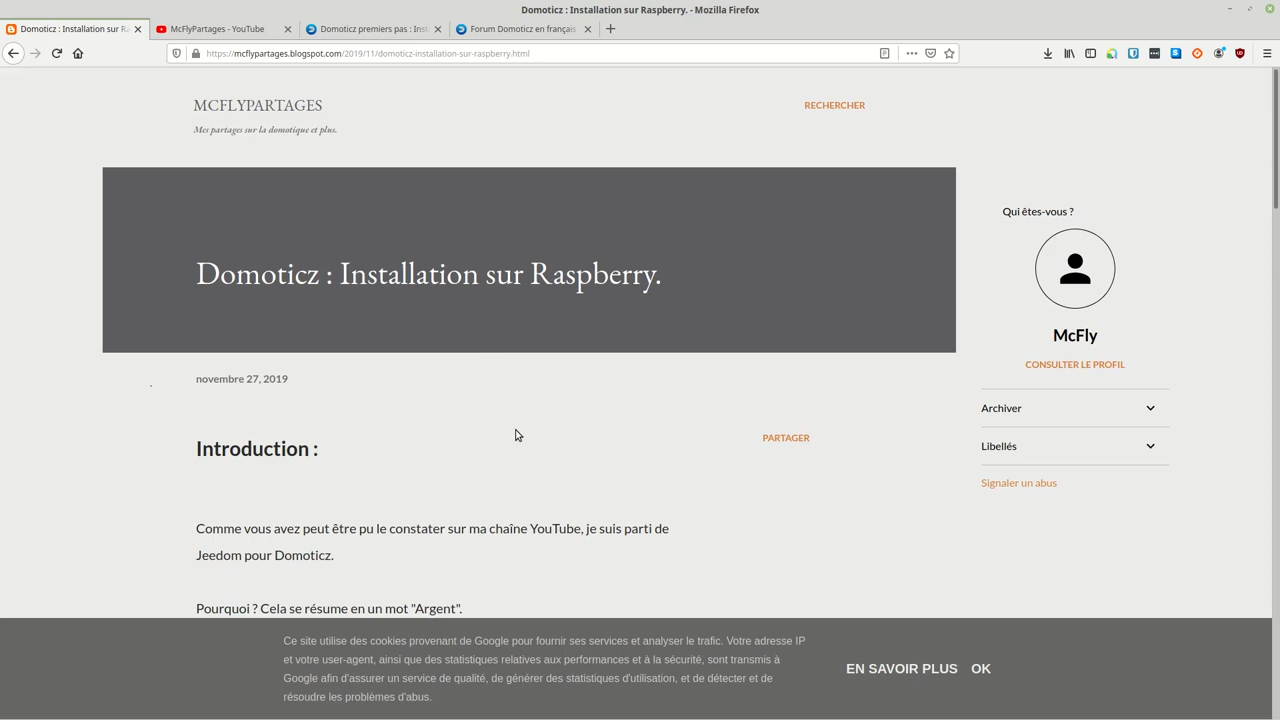 Domoticz : Installation sur Raspberry. - Mozilla Firefox
Domoticz : Installation sur Ra
McFlyPartages - YouTube
Domoticz premiers pas : Inst
Forum Domoticz en français
https://mcflypartages.blogspot.com/2019/11/domoticz-installation-sur-raspberry.html
MCFLYPARTAGES
RECHERCHER
Mes partages sur la domotique et plus.
Domoticz : Installation sur Raspberry.
Qui êtes-vous ?
McFly
CONSULTER LE PROFIL
novembre 27, 2019
Archiver
Introduction :
PARTAGER
Libellés
Signaler un abus
Comme vous avez peut être pu le constater sur ma chaîne YouTube, je suis parti de
Jeedom pour Domoticz.
Pourquoi ? Cela se résume en un mot "Argent".
Ce site utilise des cookies provenant de Google pour fournir ses services et analyser le trafic. Votre adresse IP
et votre user-agent, ainsi que des statistiques relatives aux performances et à la sécurité, sont transmis à
Google afin d'assurer un service de qualité, de générer des statistiques d'utilisation, et de détecter et de
résoudre les problèmes d'abus.
EN SAVOIR PLUS OK